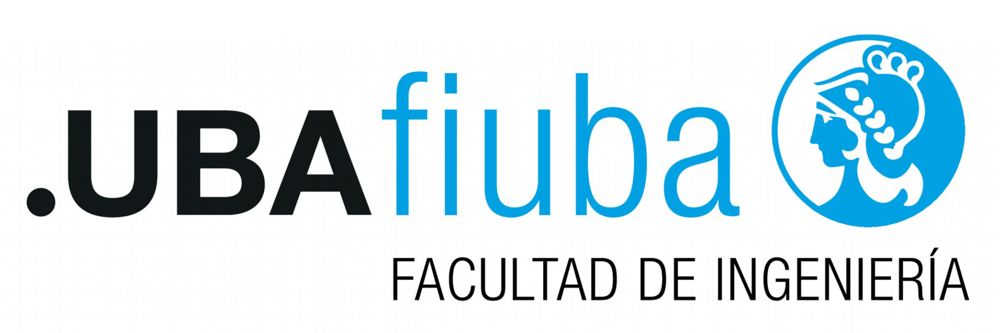 .UBAfiuba
FACULTAD DE INGENIERÍA